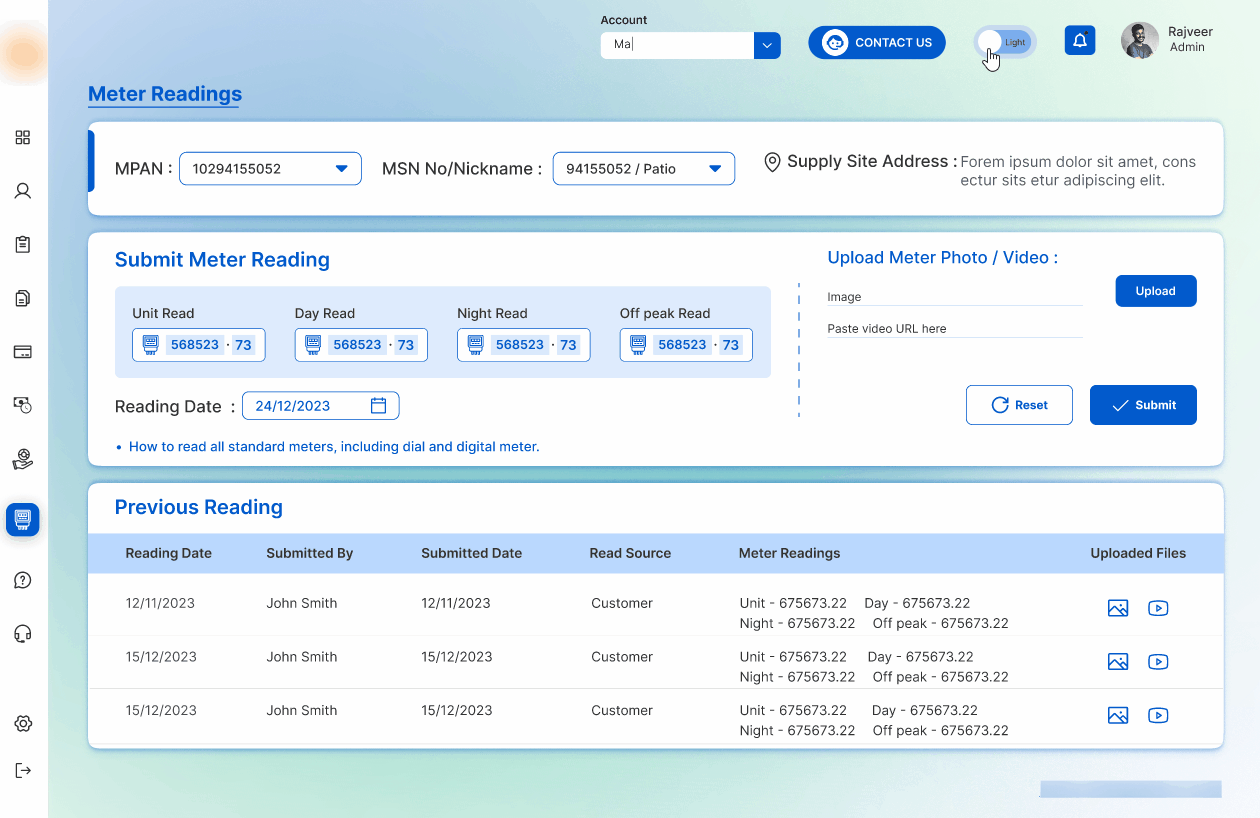 Account
Ma
CONTACT US
Light
Rajveer
Admin
Meter Readings
MPAN :
10294155052
MSN No/Nickname :
94155052 / Patio
Supply Site Address :
Forem ipsum dolor sit amet, cons
ectur sits etur adipiscing elit.
Submit Meter Reading
Unit Read
Day Read
Night Read
Off peak Read
568523 · 73
568523 · 73
568523 · 73
568523 · 73
Reading Date :
24/12/2023
• How to read all standard meters, including dial and digital meter.
Upload Meter Photo / Video :
Image
Upload
Paste video URL here
Reset
Submit
Previous Reading
Reading Date
Submitted By
Submitted Date
Read Source
Meter Readings
Uploaded Files
12/11/2023
John Smith
12/11/2023
Customer
Unit - 675673.22 Day - 675673.22
Night - 675673.22 Off peak - 675673.22
15/12/2023
John Smith
15/12/2023
Customer
Unit - 675673.22 Day - 675673.22
Night - 675673.22 Off peak - 675673.22
15/12/2023
John Smith
15/12/2023
Customer
Unit - 675673.22 Day - 675673.22
Night - 675673.22 Off peak - 675673.22